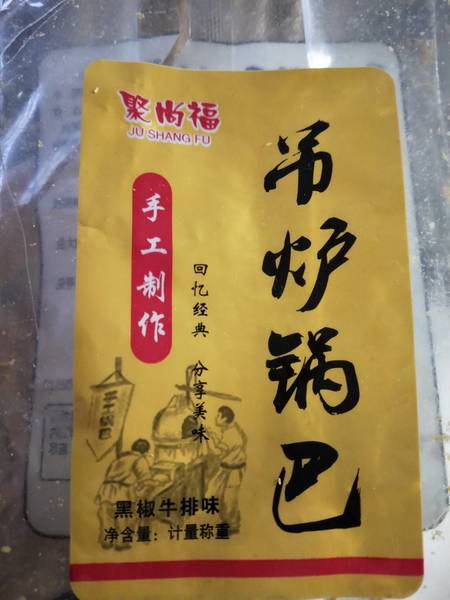 聚尚福
JU SHANG FU
吊炉锅巴
手工制作
回忆经典 分享美味
黑椒牛排味
净含量：计量称重